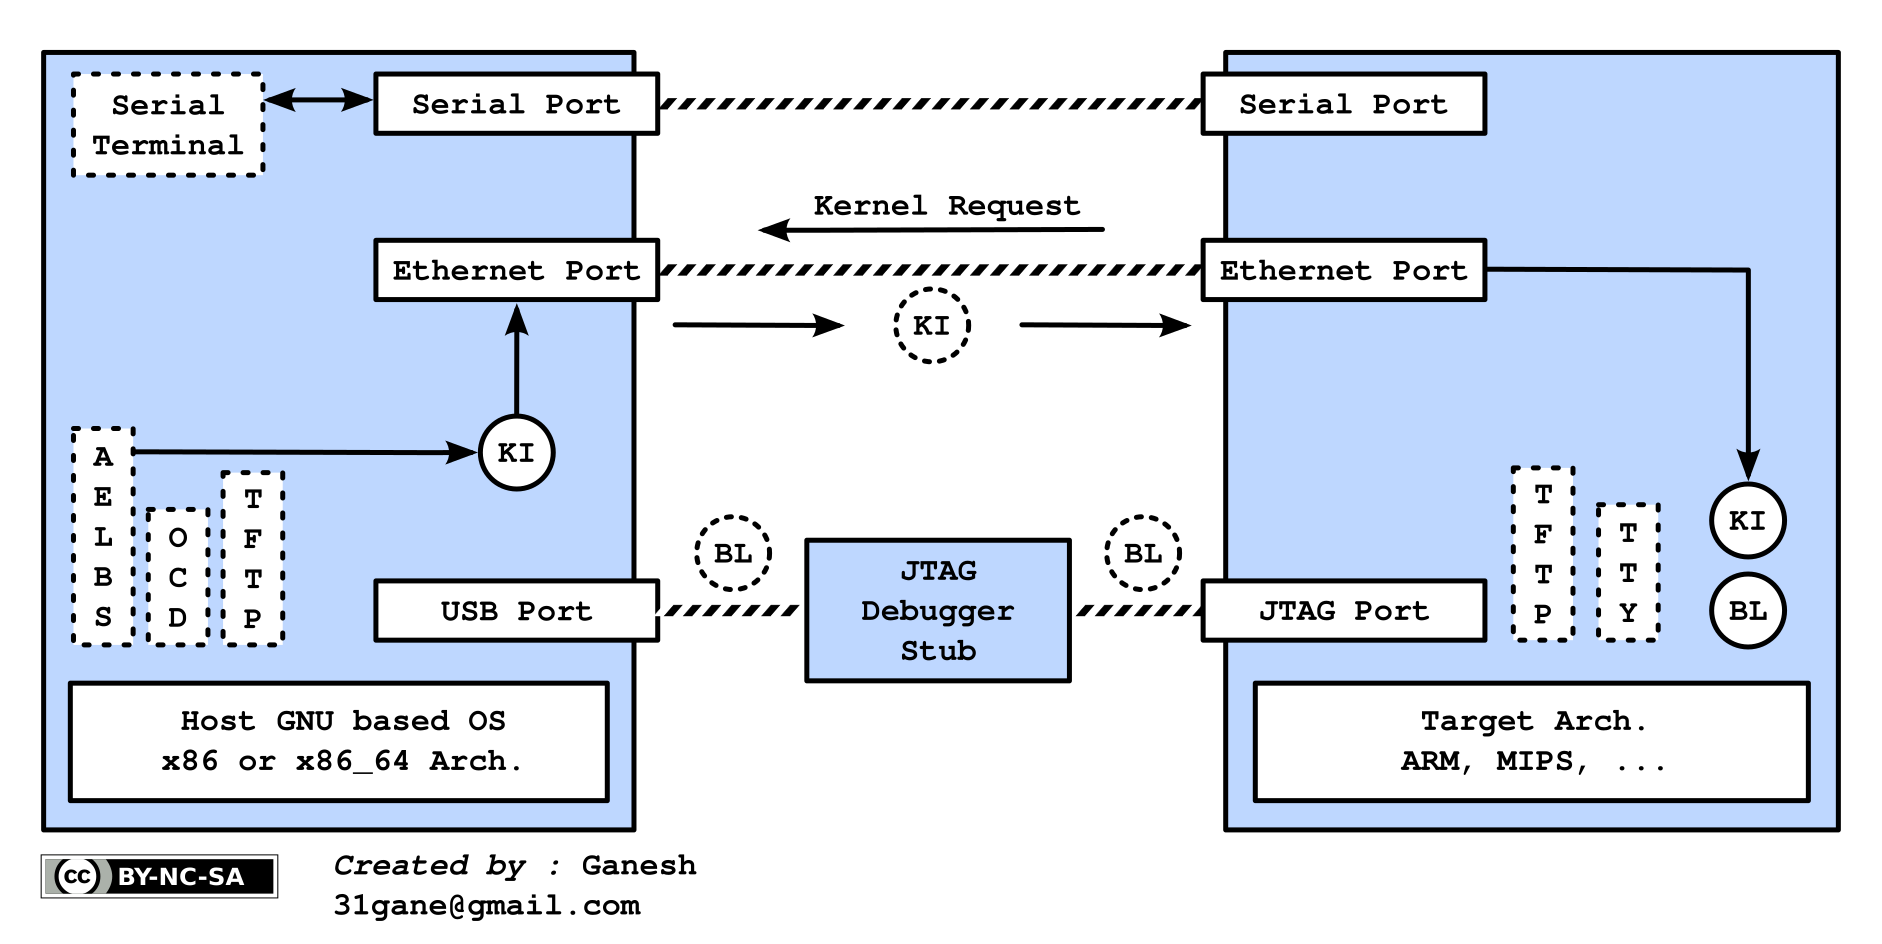 Serial
Terminal
Serial Port
Serial Port
Kernel Request
Ethernet Port
Ethernet Port
KI
KI
AELBS
OCD
TFTP
BL
BL
JTAG
Debugger
Stub
USB Port
JTAG Port
TFTP
TTY
KI
BL
Host GNU based OS
x86 or x86_64 Arch.
Target Arch.
ARM, MIPS, ...
cc BY-NC-SA
Created by : Ganesh
31gane@gmail.com